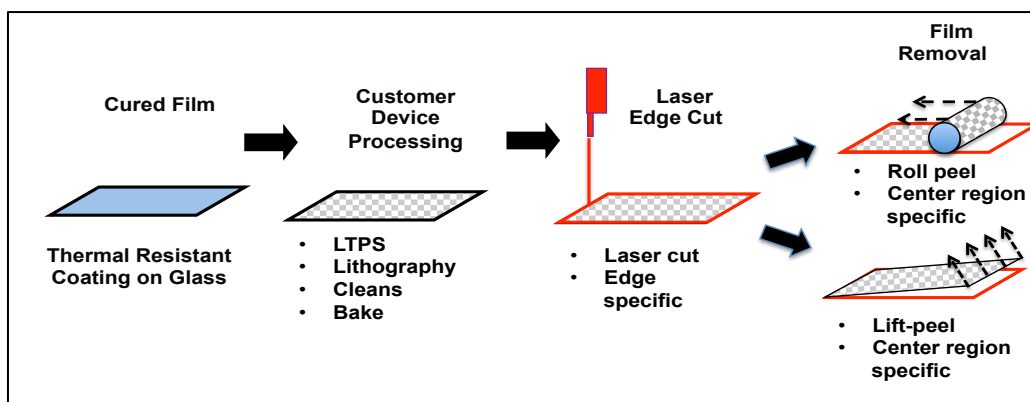 Cured Film
Thermal Resistant
Coating on Glass
Customer
Device
Processing
• LTPS
• Lithography
• Cleans
• Bake
Laser
Edge Cut
• Laser cut
• Edge
specific
Film
Removal
• Roll peel
• Center region
specific
• Lift-peel
• Center region
specific